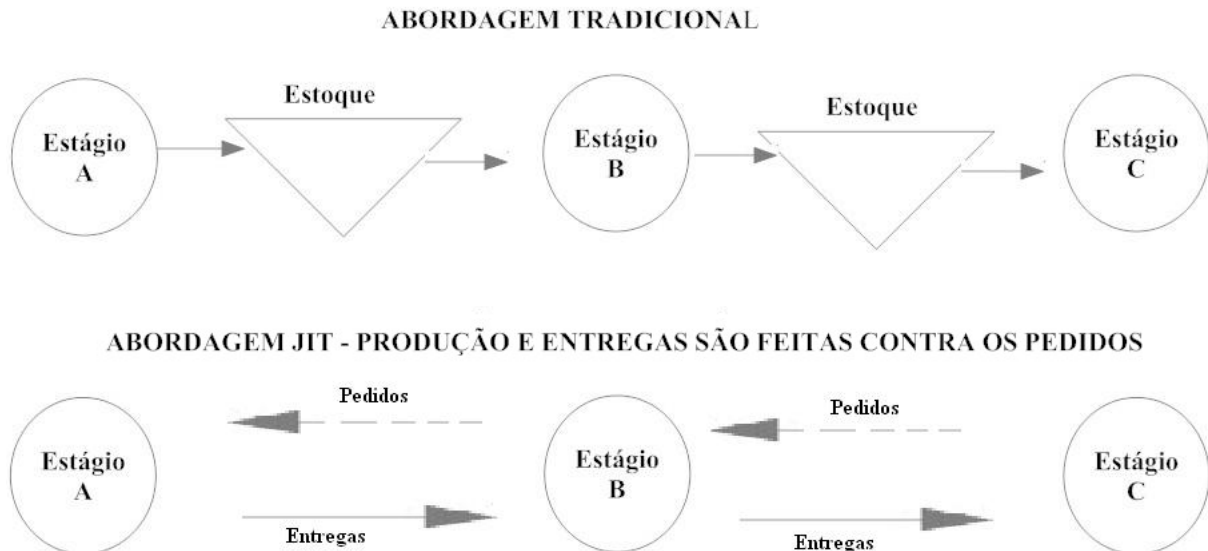 ABORDAGEM TRADICIONAL
Estoque
Estoque
Estágio
A
Estágio
B
Estágio
C
ABORDAGEM JIT - PRODUÇÃO E ENTREGAS SÃO FEITAS CONTRA OS PEDIDOS
Pedidos
Pedidos
Estágio
A
Estágio
B
Estágio
C
Entregas
Entregas